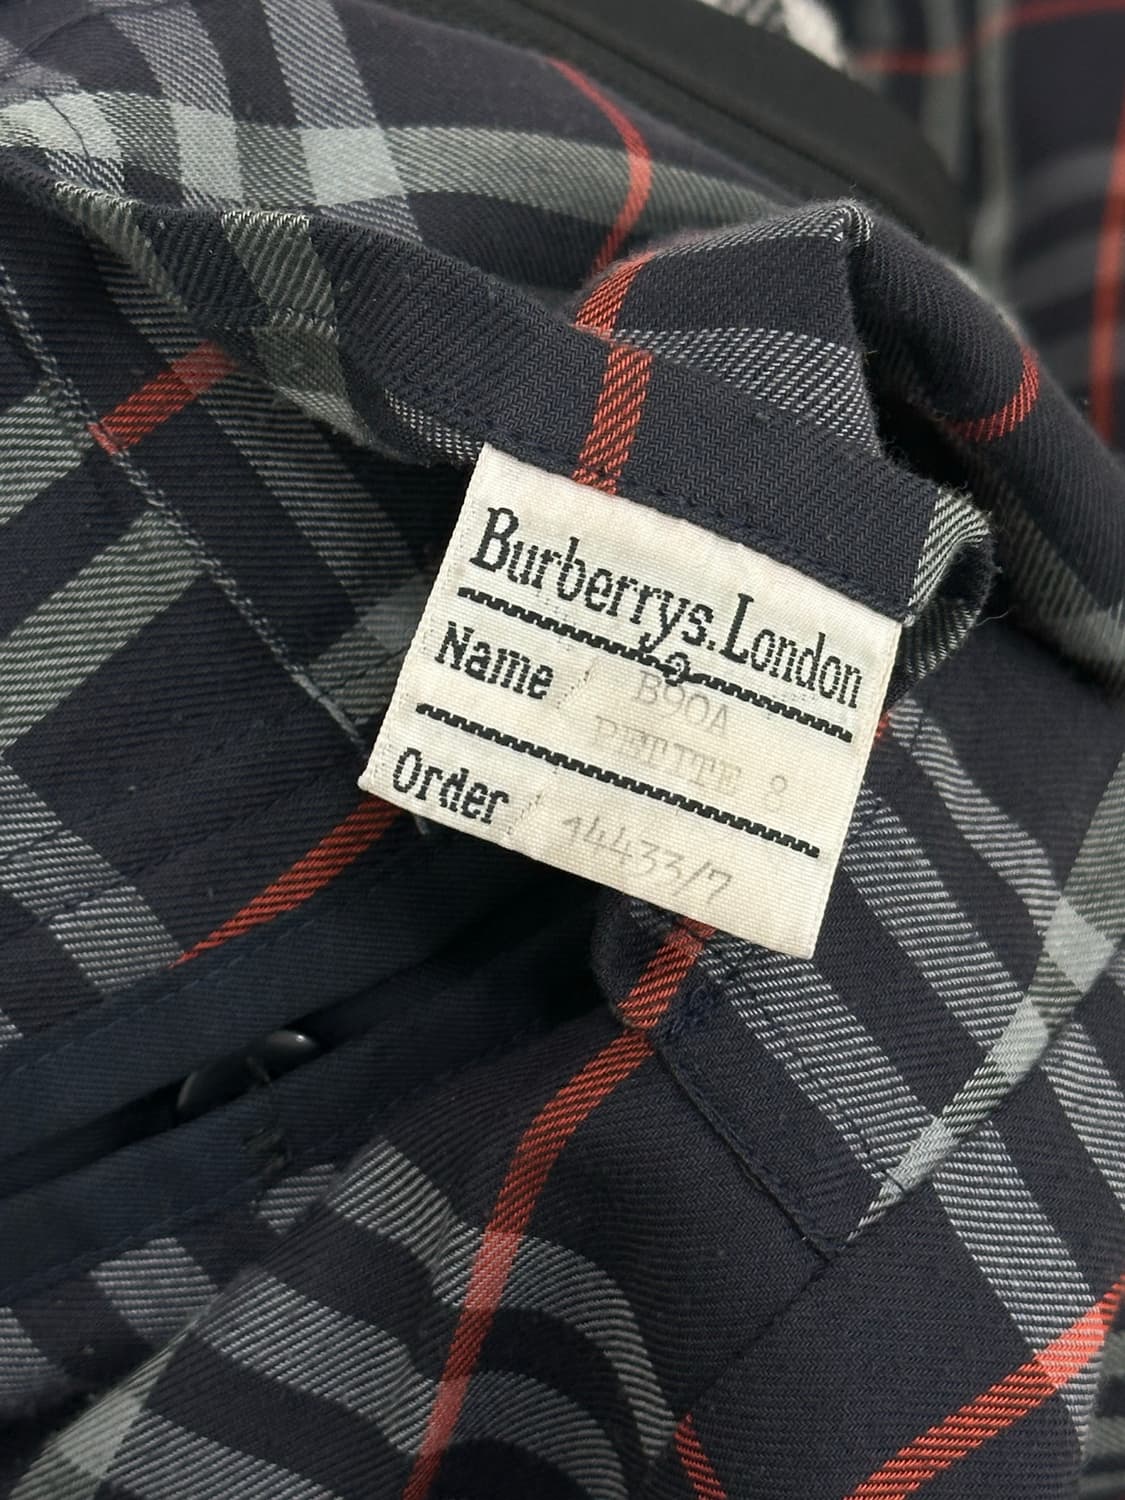 Burberrys. London
Name B90A
PETITE 8
Order 14433/7